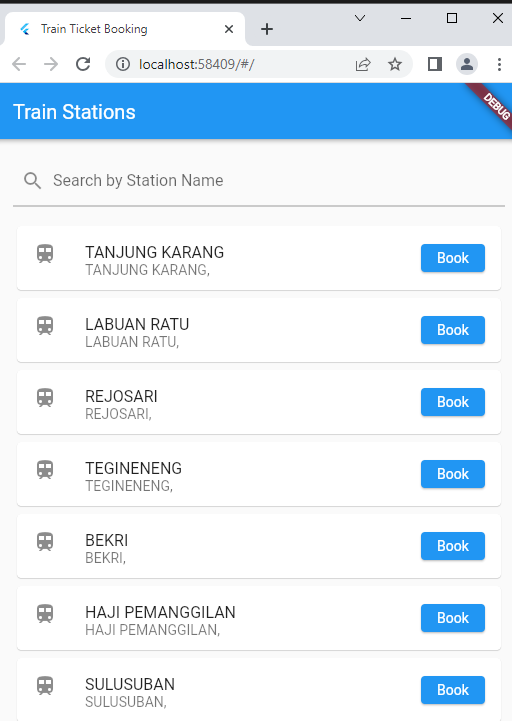 Train Ticket Booking
localhost:58409/#/
Train Stations
DEBUG
Search by Station Name
TANJUNG KARANG
TANJUNG KARANG,
Book
LABUAN RATU
LABUAN RATU,
Book
REJOSARI
REJOSARI,
Book
TEGINENENG
TEGINENENG,
Book
BEKRI
BEKRI,
Book
HAJI PEMANGGILAN
HAJI PEMANGGILAN,
Book
SULUSUBAN
SULUSUBAN,
Book